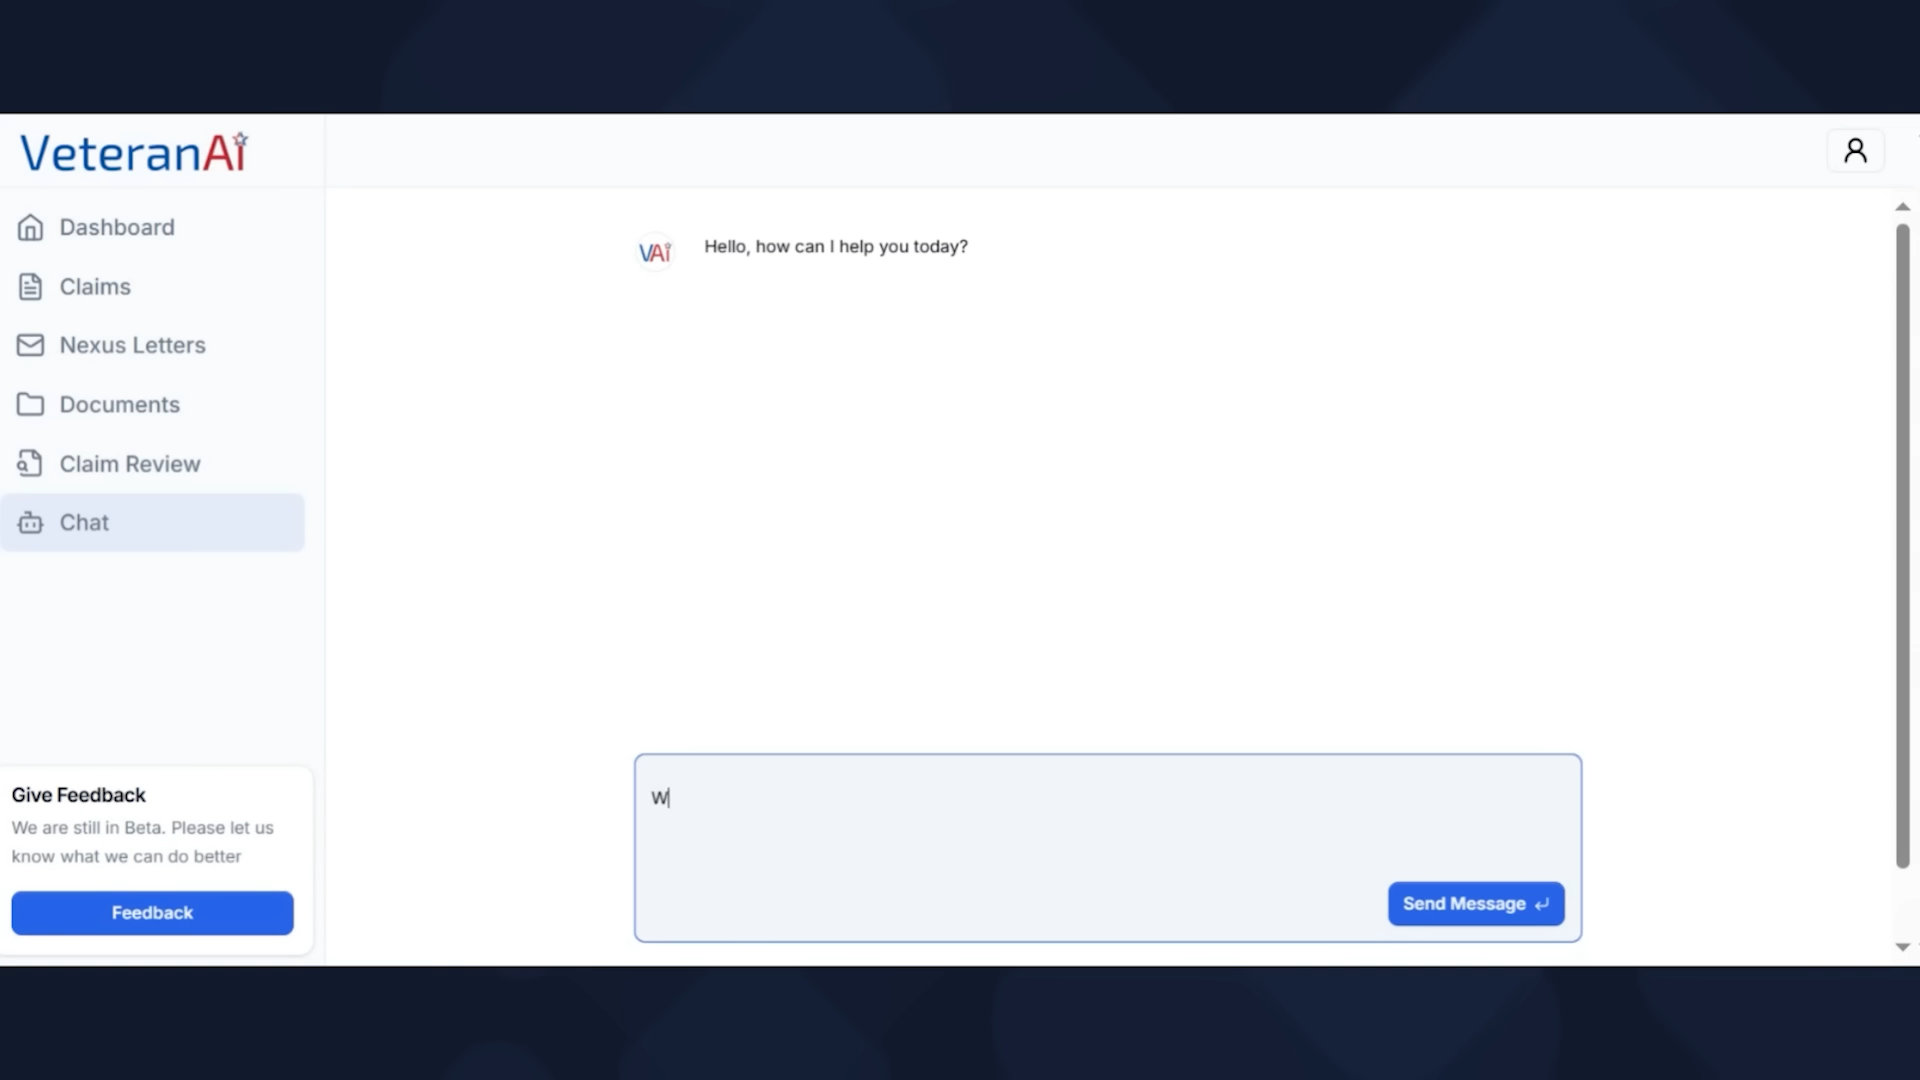 VeteranAi
Dashboard
Claims
Nexus Letters
Documents
Claim Review
Chat
Give Feedback
We are still in Beta. Please let us
know what we can do better
Feedback
VAi
Hello, how can I help you today?
W
Send Message